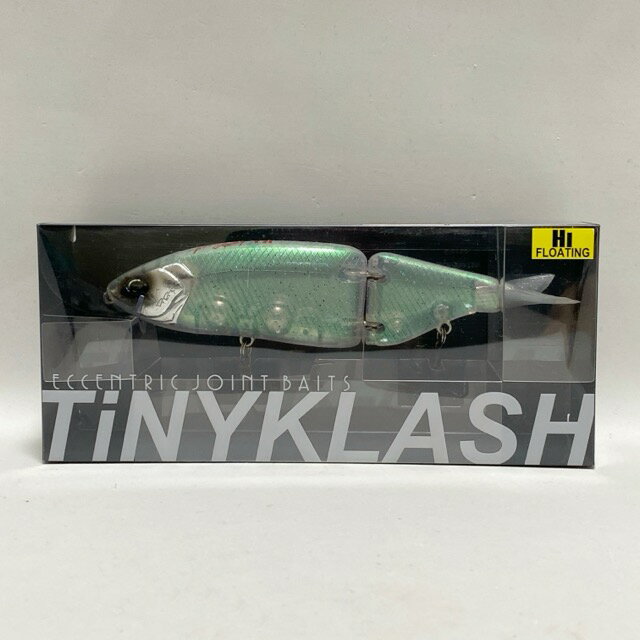 Hi
FLOATING
ECCENTRIC JOINT BAITS
TiNYKLASH